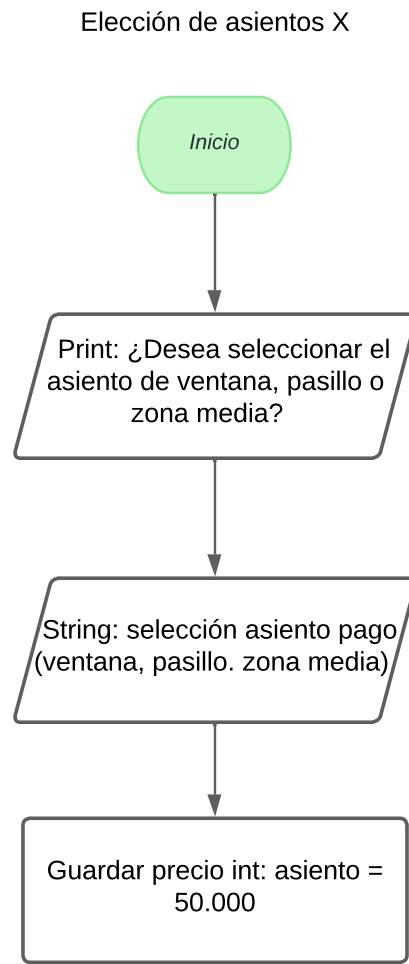 Elección de asientos X
Inicio
Print: ¿Desea seleccionar el
asiento de ventana, pasillo o
zona media?
String: selección asiento pago
(ventana, pasillo. zona media)
Guardar precio int: asiento =
50.000